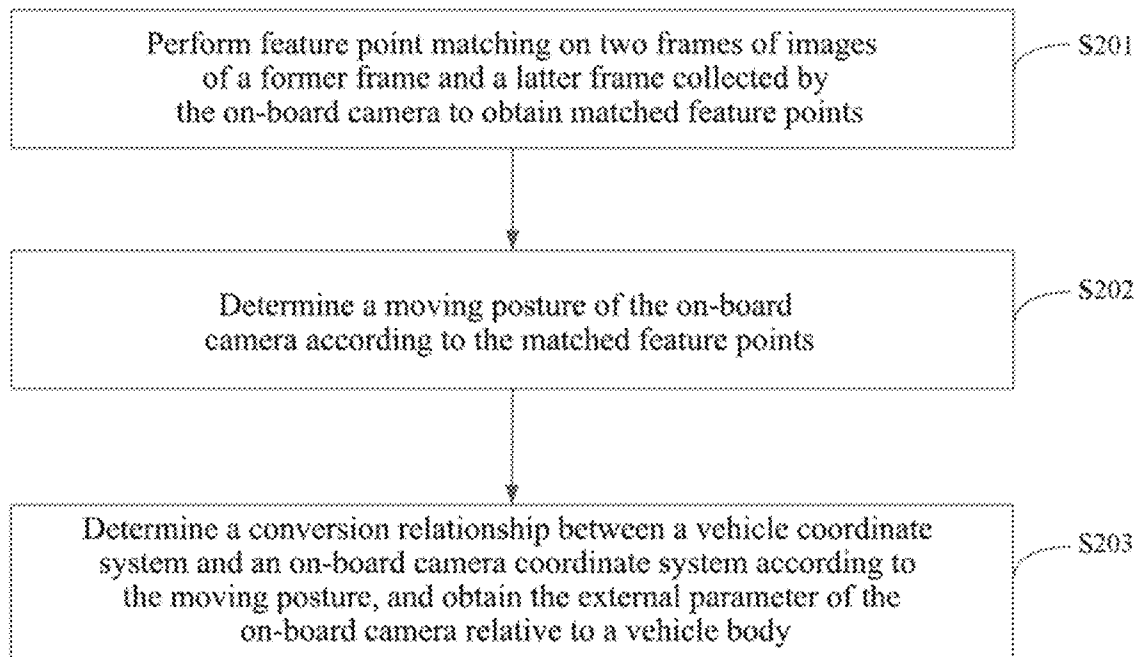 Perform feature point matching on two frames of images
of a former frame and a latter frame collected by
the on-board camera to obtain matched feature points
S201
Determine a moving posture of the on-board
camera according to the matched feature points
S202
Determine a conversion relationship between a vehicle coordinate
system and an on-board camera coordinate system according to
the moving posture, and obtain the external parameter of the
on-board camera relative to a vehicle body
S203